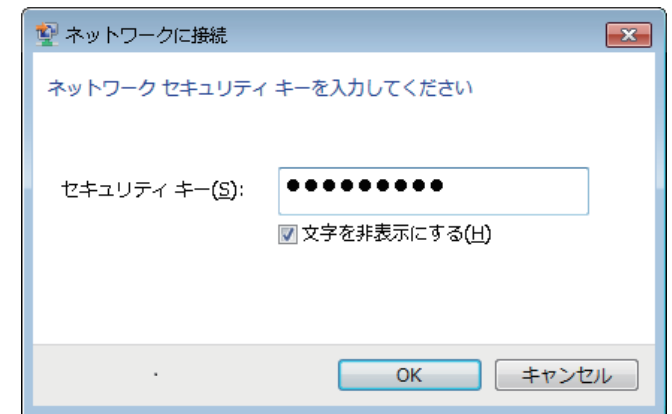 ネットワークに接続
ネットワーク セキュリティ キーを入力してください
セキュリティ キー(S): ●●●●●●●●●
文字を非表示にする(H)
OK キャンセル